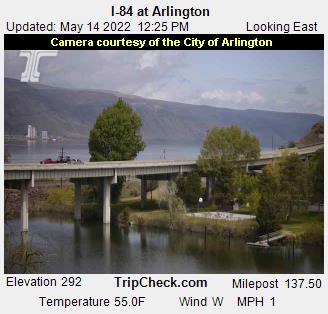 I-84 at Arlington
Updated: May 14 2022 12:25 PM Looking East
Camera courtesy of the City of Arlington
Elevation 292 TripCheck.com Milepost 137.50
Temperature 55.0F Wind W MPH 1